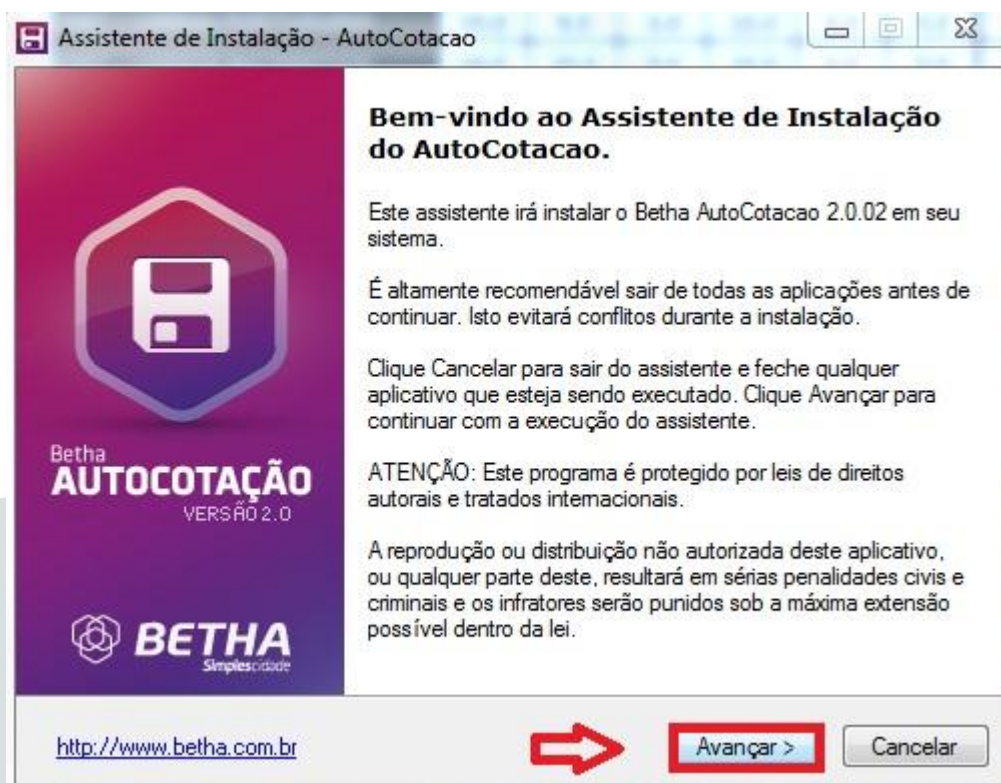 Assistente de Instalação - AutoCotacao
Bem-vindo ao Assistente de Instalação
do AutoCotacao.
Este assistente irá instalar o Betha AutoCotacao 2.0.02 em seu
sistema.
É altamente recomendável sair de todas as aplicações antes de
continuar. Isto evitará conflitos durante a instalação.
Clique Cancelar para sair do assistente e feche qualquer
aplicativo que esteja sendo executado. Clique Avançar para
continuar com a execução do assistente.
ATENÇÃO: Este programa é protegido por leis de direitos
autorais e tratados internacionais.
A reprodução ou distribuição não autorizada deste aplicativo,
ou qualquer parte deste, resultará em sérias penalidades civis e
criminais e os infratores serão punidos sob a máxima extensão
possível dentro da lei.
Betha
AUTOCOTAÇÃO
VERSÃO 2.0
BETHA
Simplescidade
http://www.betha.com.br
Avançar >
Cancelar